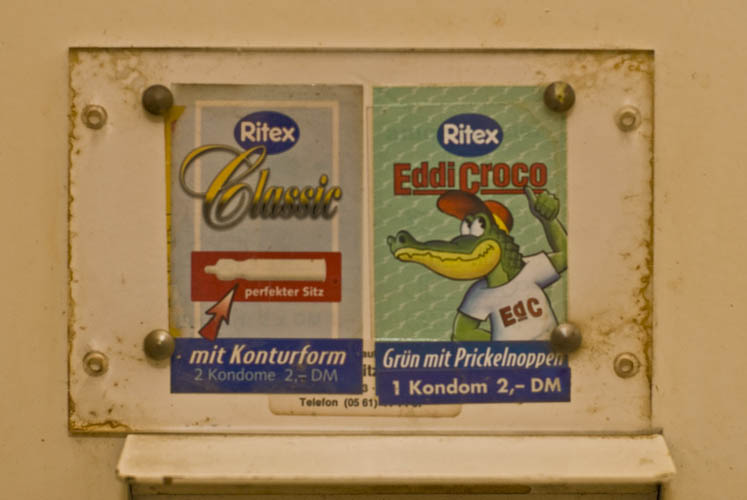 Ritex
Classic
perfekter Sitz
mit Konturform
2 Kondome 2,– DM
Ritex
Eddi Croco
EdC
Grün mit Prickelnoppen
1 Kondom 2,– DM
Telefon (05 61)